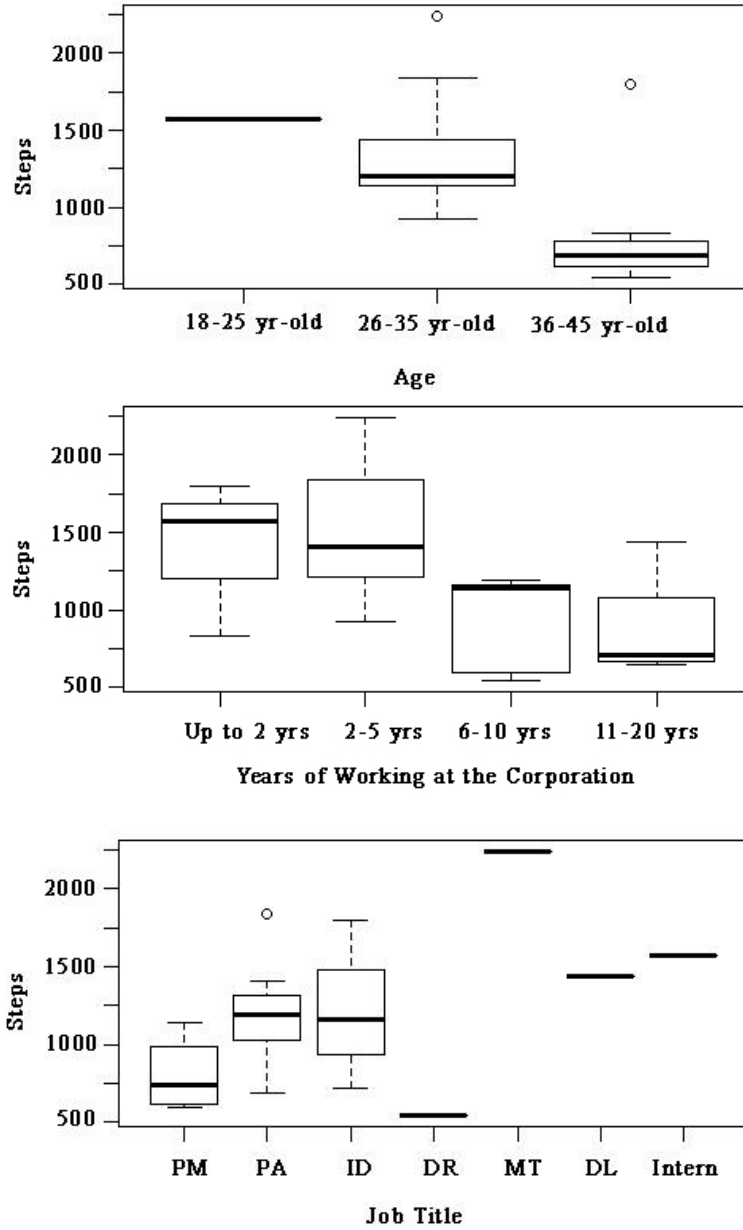 2000
1500
1000
500
Steps
18-25 yr-old 26-35 yr-old 36-45 yr-old
Age
2000
1500
1000
500
Steps
Up to 2 yrs 2-5 yrs 6-10 yrs 11-20 yrs
Years of Working at the Corporation
2000
1500
1000
500
Steps
PM PA ID DR MT DL Intern
Job Title